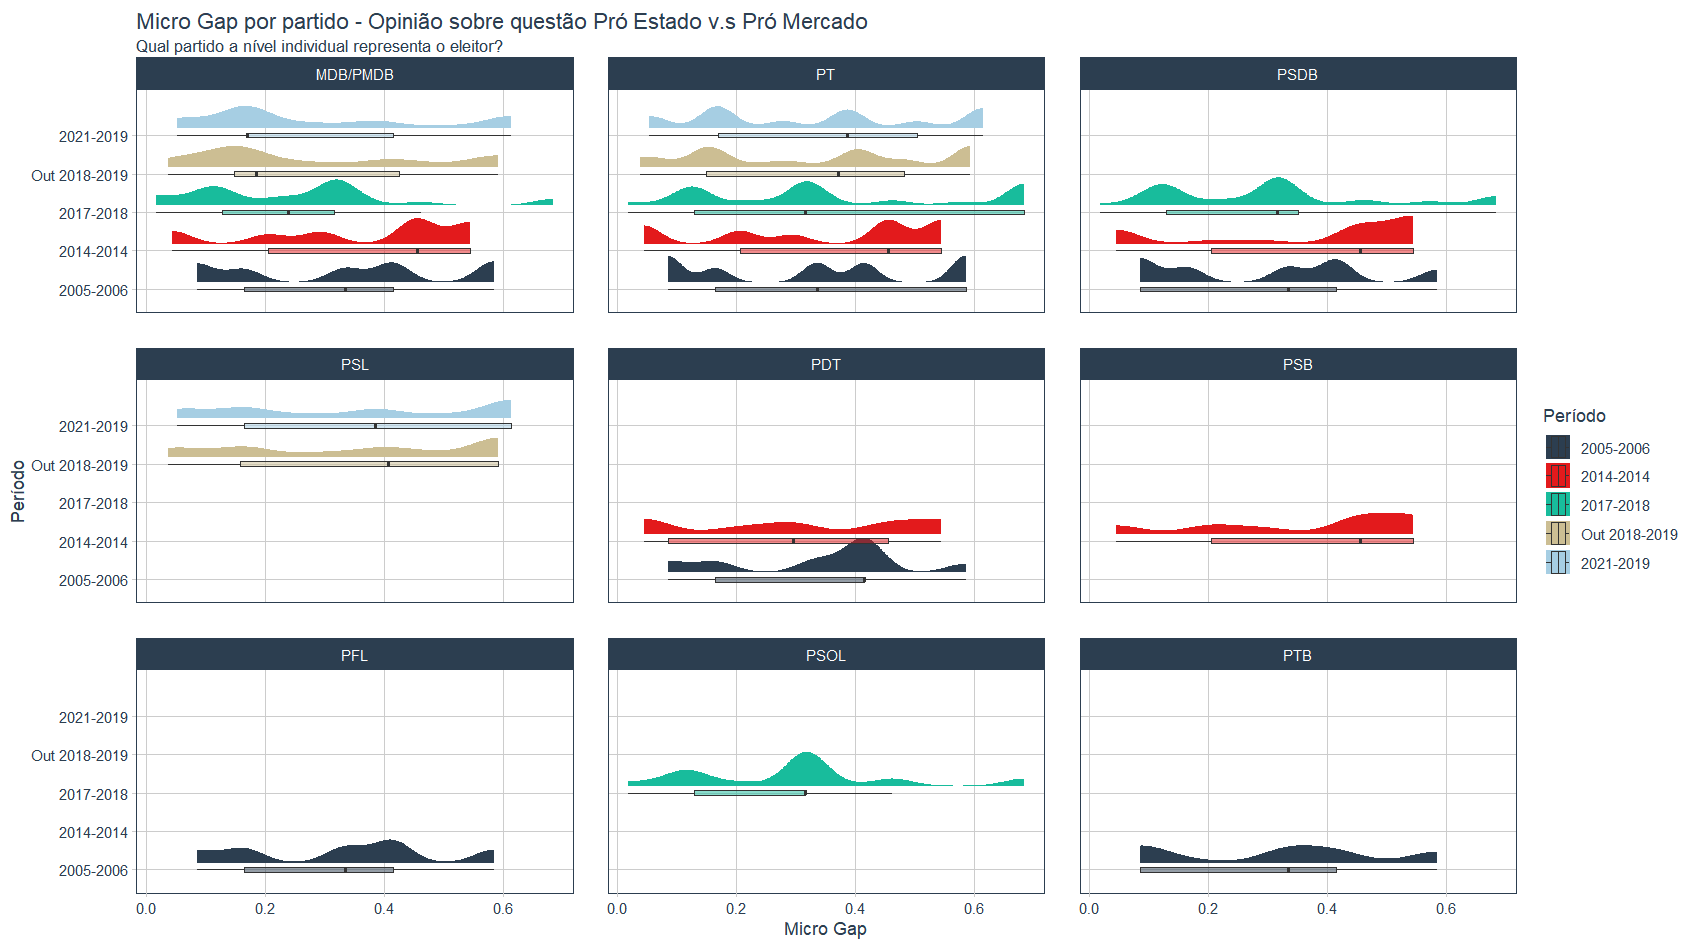 Micro Gap por partido - Opinião sobre questão Pró Estado v.s Pró Mercado
Qual partido a nível individual representa o eleitor?
MDB/PMDB
PT
PSDB
2021-2019
Out 2018-2019
2017-2018
2014-2014
2005-2006
PSL
PDT
PSB
2021-2019
Out 2018-2019
2017-2018
2014-2014
2005-2006
PFL
PSOL
PTB
2021-2019
Out 2018-2019
2017-2018
2014-2014
2005-2006
0.0 0.2 0.4 0.6
0.0 0.2 0.4 0.6
0.0 0.2 0.4 0.6
Micro Gap
Período
Período
2005-2006
2014-2014
2017-2018
Out 2018-2019
2021-2019